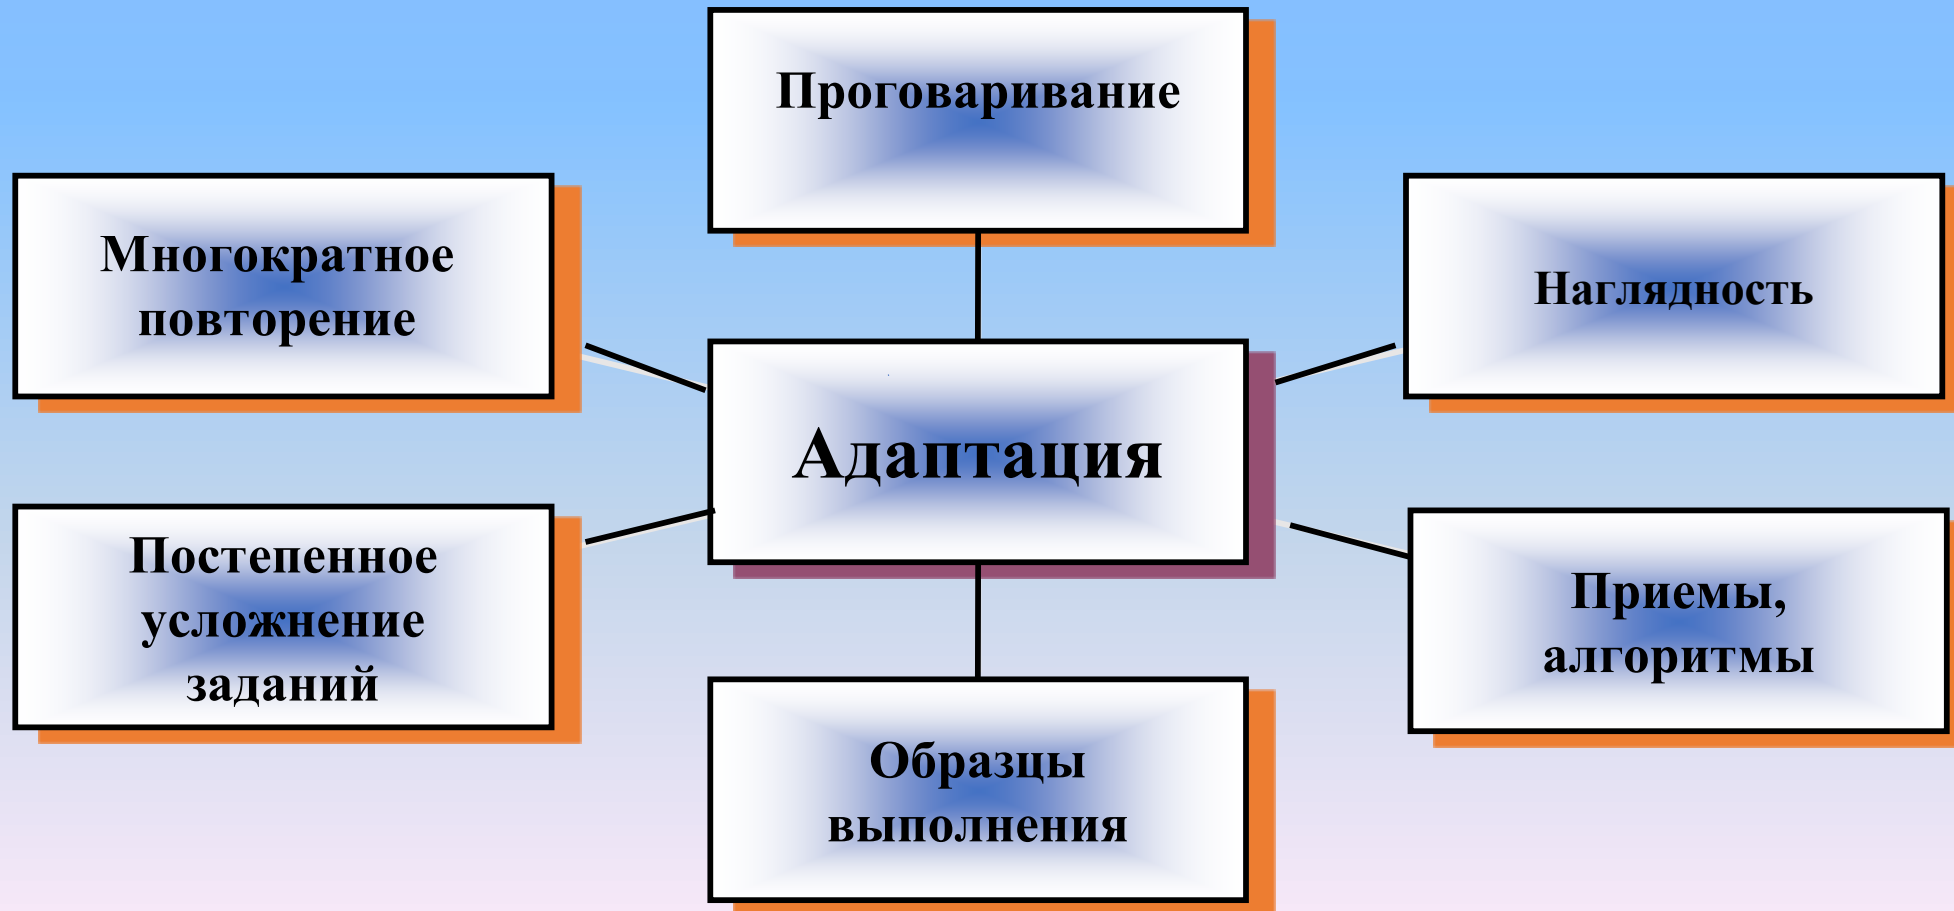 Проговаривание
Многократное
повторение
Наглядность
Адаптация
Постепенное
усложнение
заданий
Приемы,
алгоритмы
Образцы
выполнения